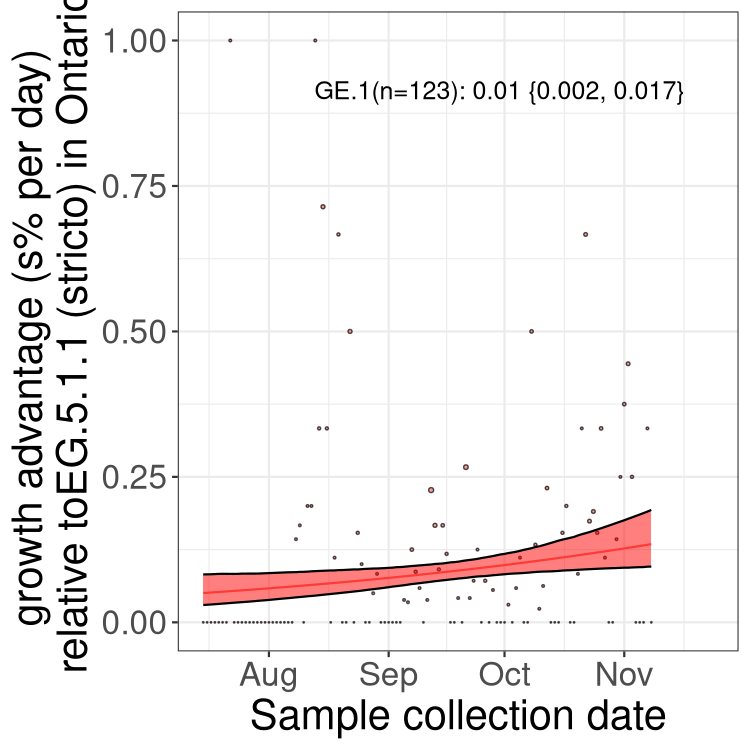 growth advantage (s% per day)
relative toEG.5.1.1 (stricto) in Ontario
1.00
0.75
0.50
0.25
0.00
GE.1(n=123): 0.01 {0.002, 0.017}
Aug Sep Oct Nov
Sample collection date